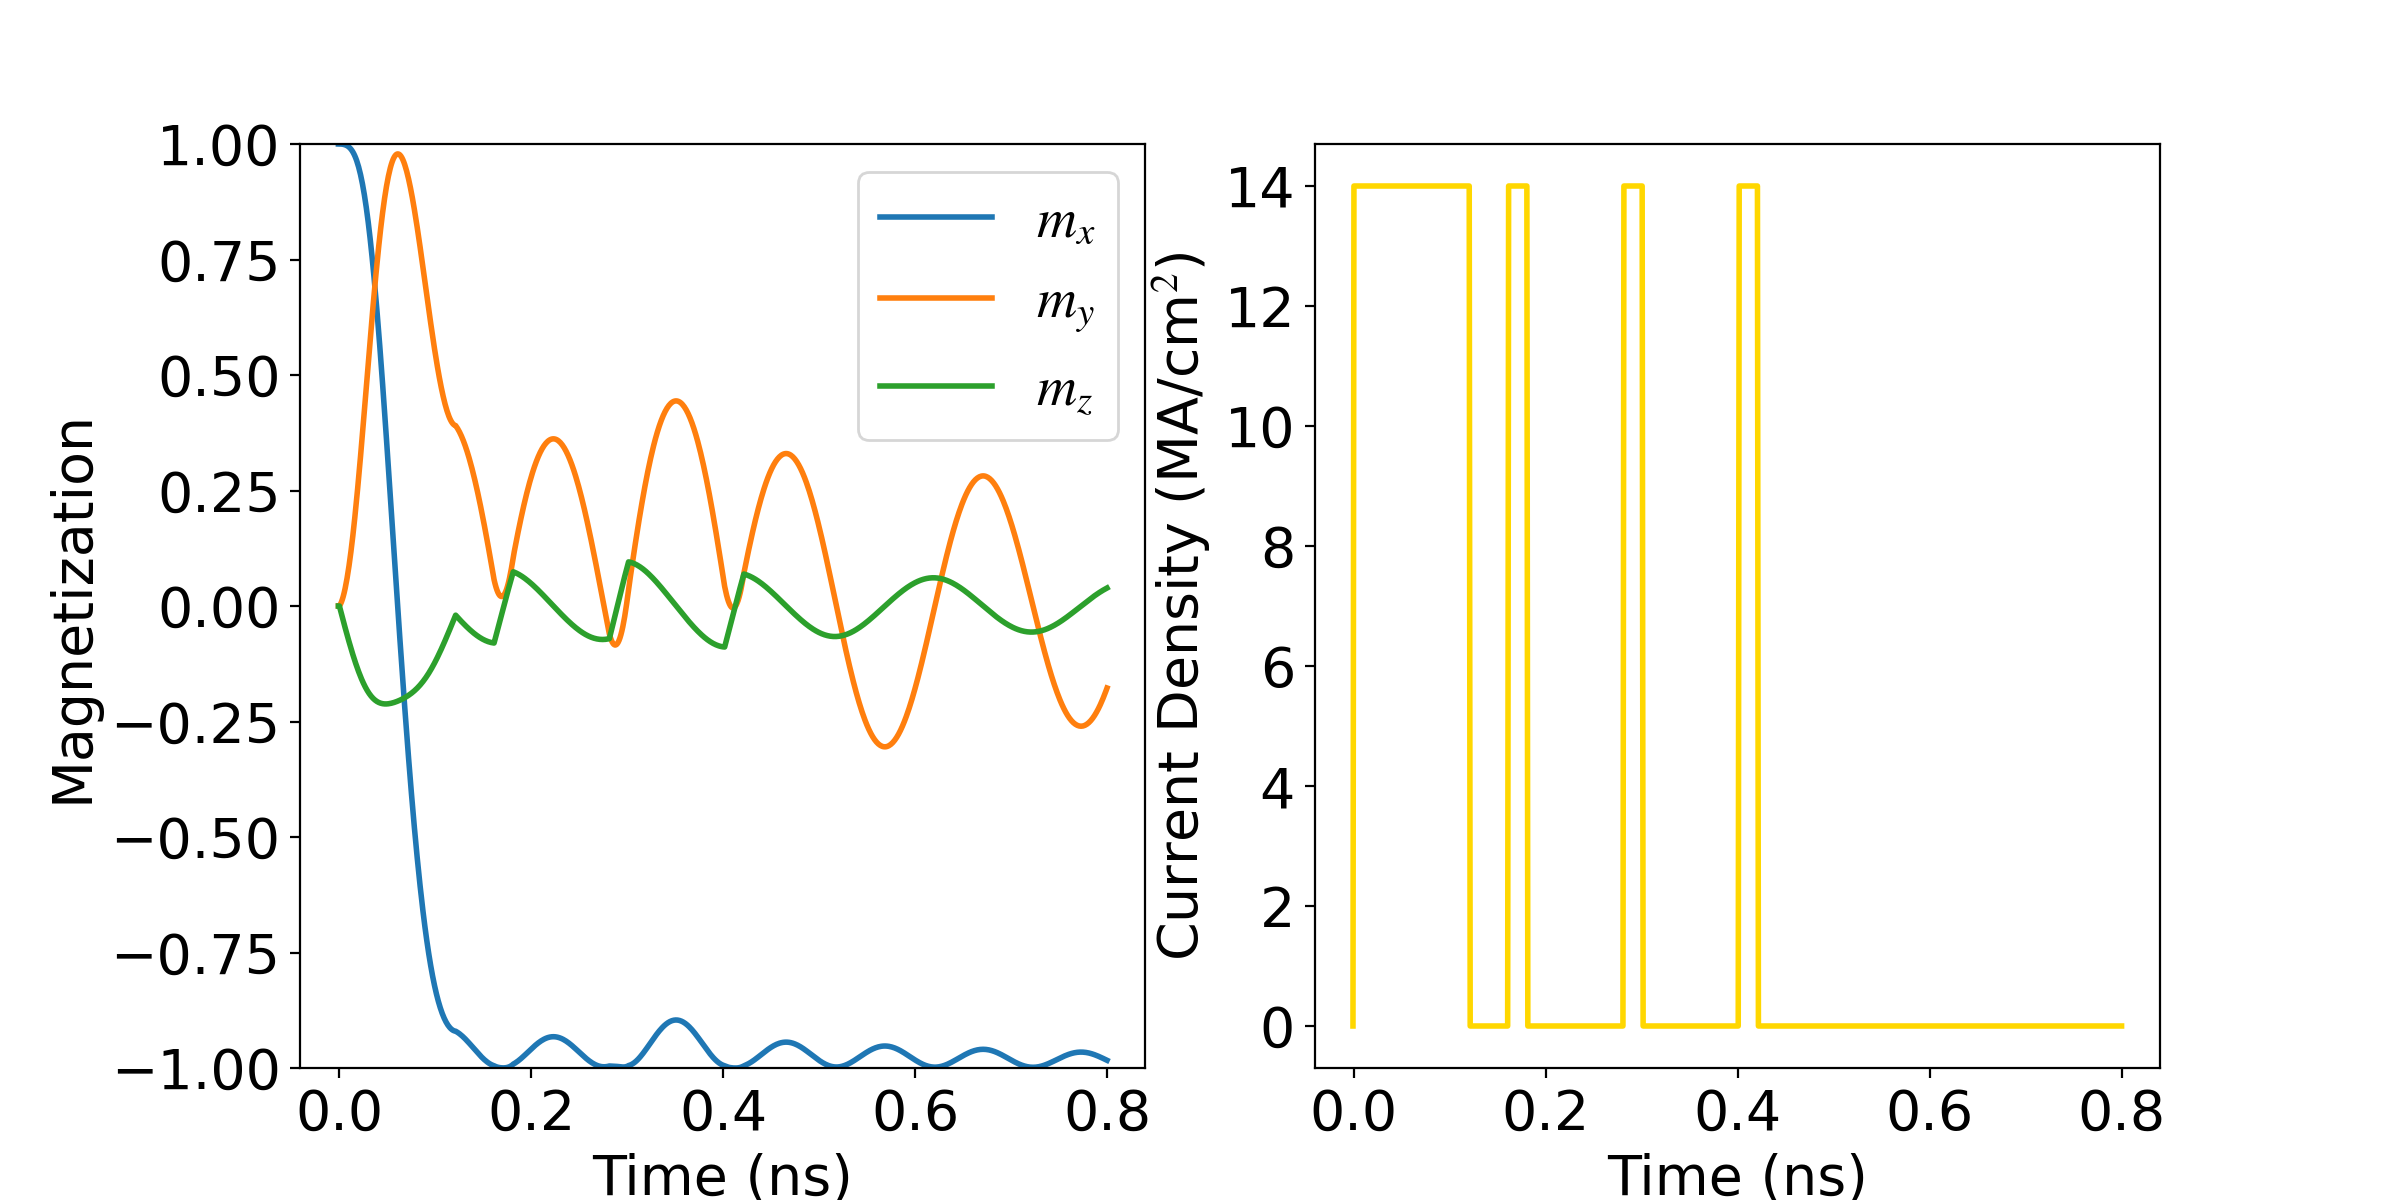 Magnetization
1.00
0.75
0.50
0.25
0.00
−0.25
−0.50
−0.75
−1.00
0.0 0.2 0.4 0.6 0.8
Time (ns)
m_x
m_y
m_z
Current Density (MA/cm²)
14
12
10
8
6
4
2
0
0.0 0.2 0.4 0.6 0.8
Time (ns)